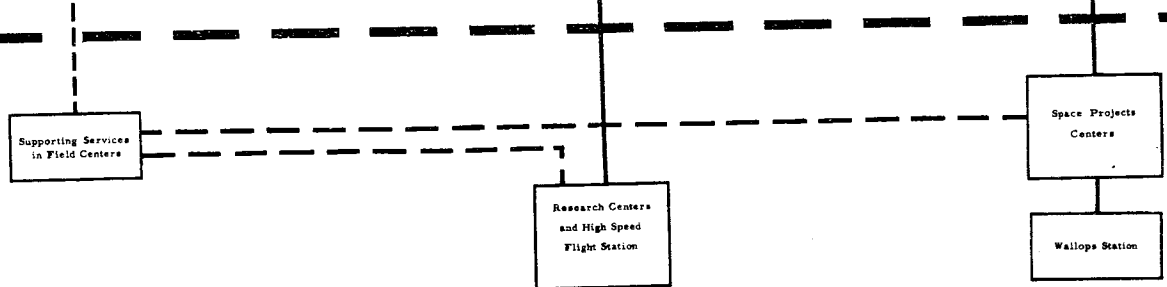 Supporting Services
in Field Centers
Research Centers
and High Speed
Flight Station
Space Projects
Centers
Wallops Station